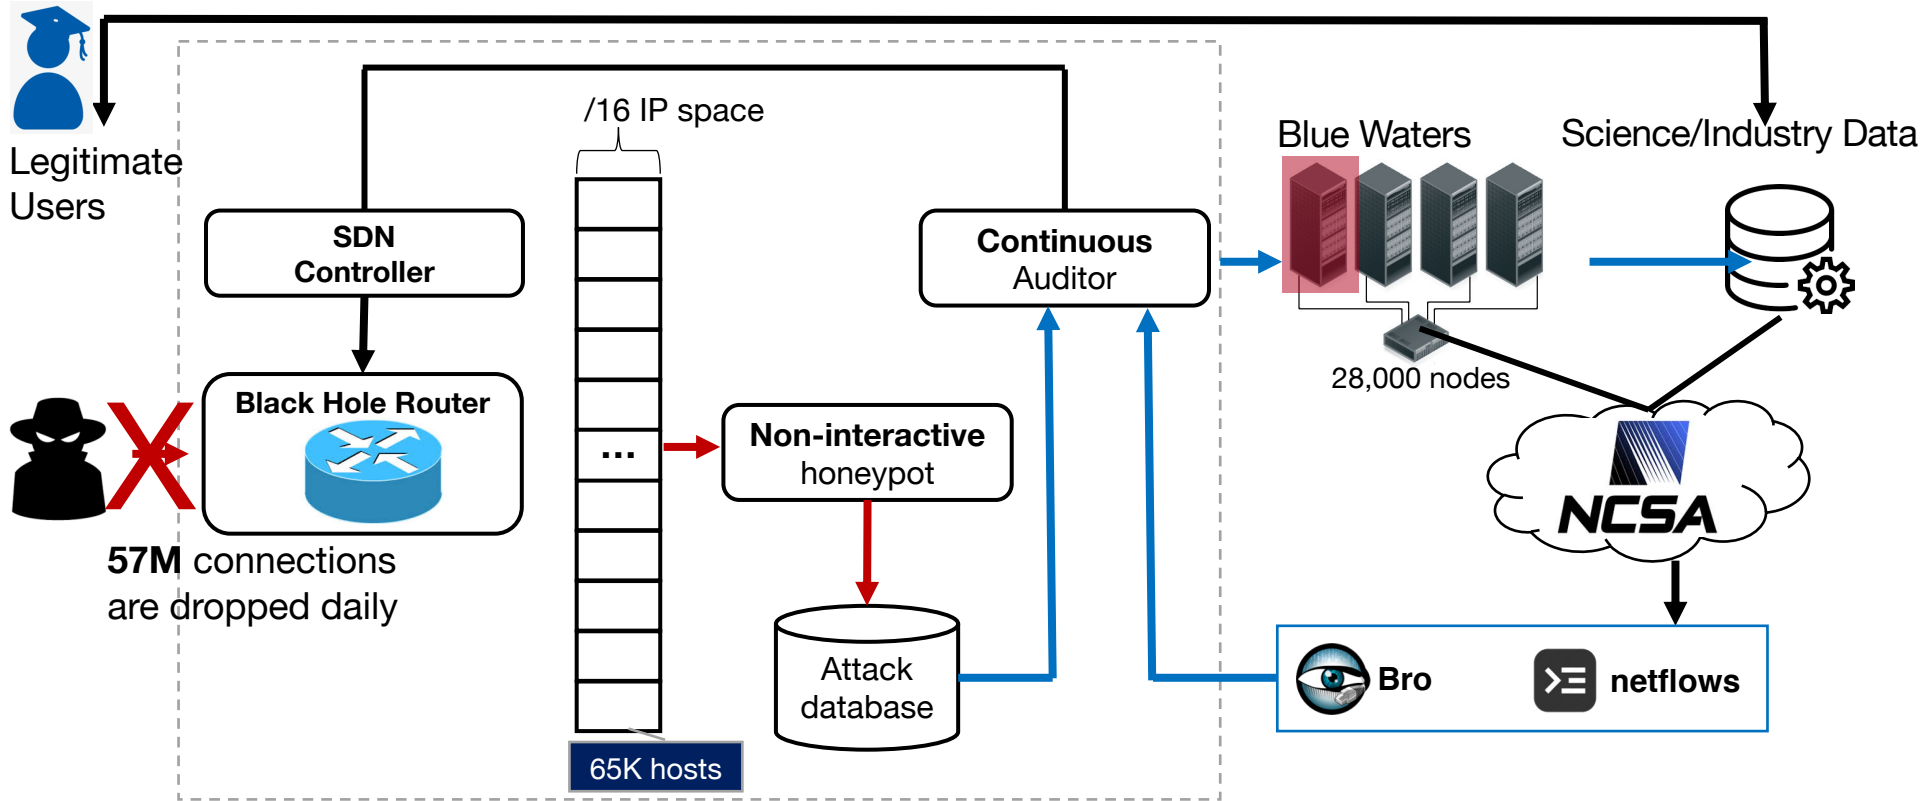 /16 IP space
Blue Waters
Science/Industry Data
Legitimate
Users
SDN
Controller
Continuous
Auditor
28,000 nodes
Black Hole Router
...
Non-interactive
honeypot
NCSA
57M connections
are dropped daily
Attack
database
Bro
netflows
65K hosts